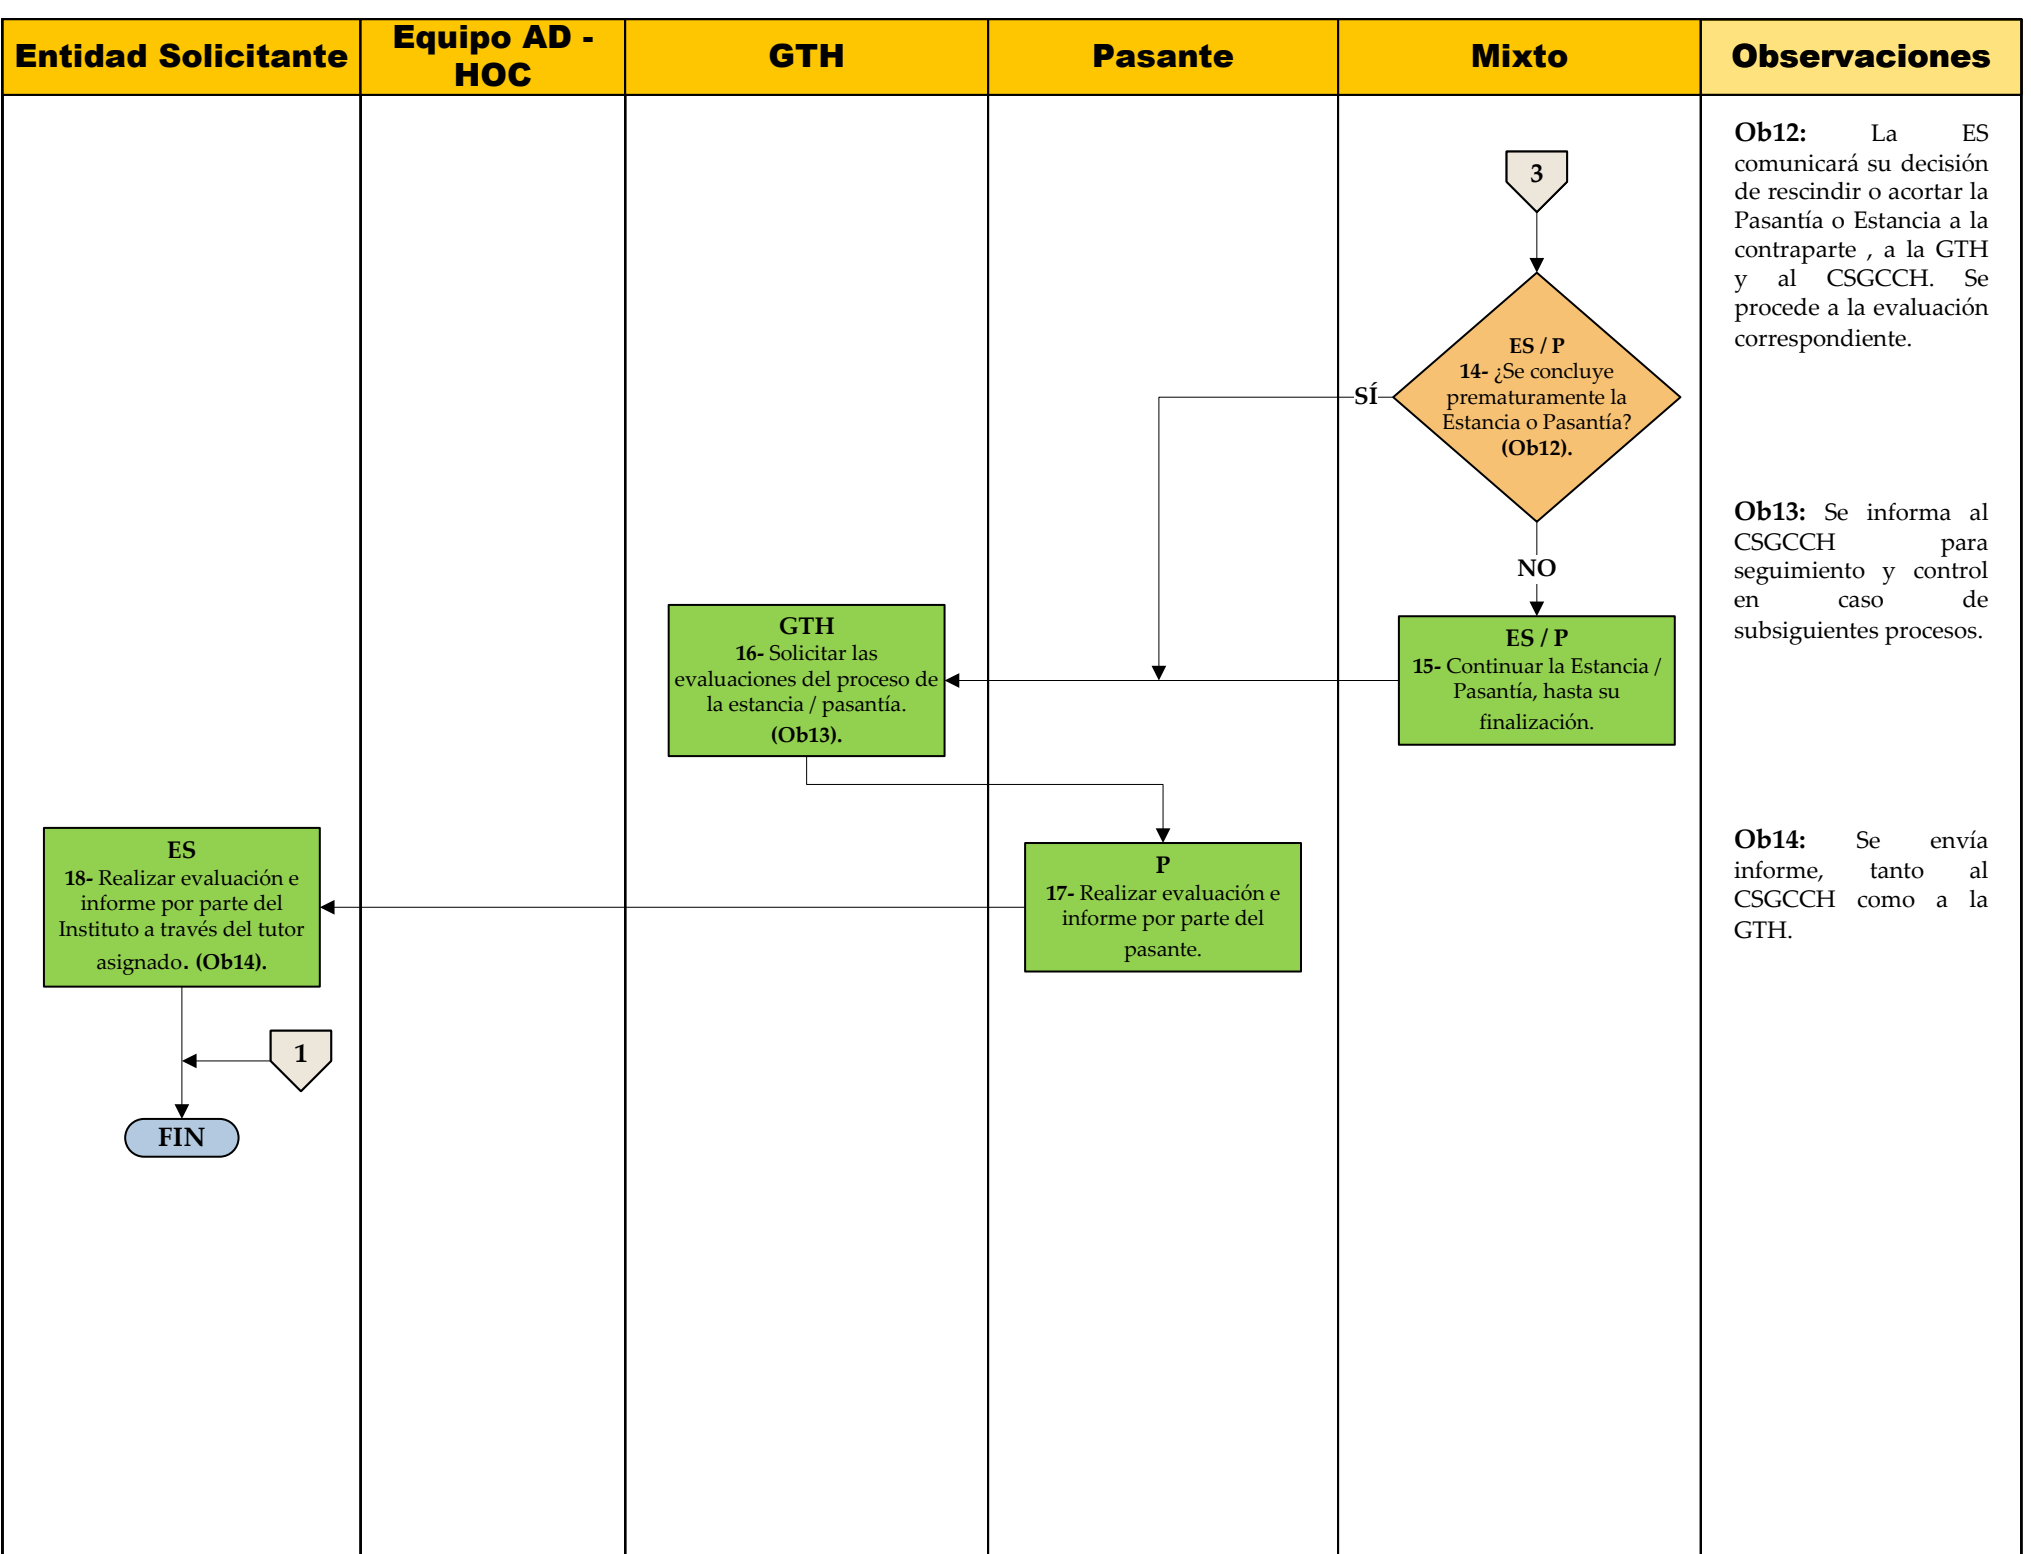 Entidad Solicitante
Equipo AD -
HOC
GTH
Pasante
Mixto
Observaciones
3
ES / P
14- ¿Se concluye
prematuramente la
Estancia o Pasantía?
(Ob12).
SÍ
NO
ES / P
15- Continuar la Estancia /
Pasantía, hasta su
finalización.
GTH
16- Solicitar las
evaluaciones del proceso de
la estancia / pasantía.
(Ob13).
P
17- Realizar evaluación e
informe por parte del
pasante.
ES
18- Realizar evaluación e
informe por parte del
Instituto a través del tutor
asignado. (Ob14).
1
FIN
Ob12: La ES
comunicará su decisión
de rescindir o acortar la
Pasantía o Estancia a la
contraparte , a la GTH
y al CSGCCH. Se
procede a la evaluación
correspondiente.
Ob13: Se informa al
CSGCCH para
seguimiento y control
en caso de
subsiguientes procesos.
Ob14: Se envía
informe, tanto al
CSGCCH como a la
GTH.